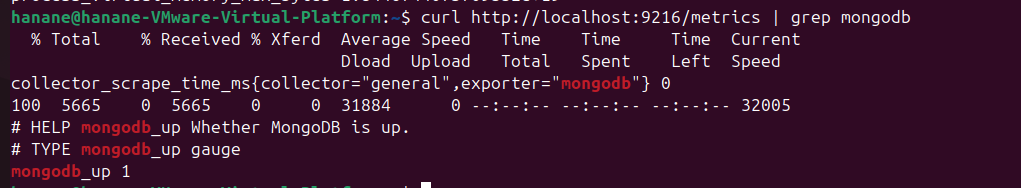 hanane@hanane-VMware-Virtual-Platform:~$ curl http://localhost:9216/metrics | grep mongodb
  % Total    % Received % Xferd  Average Speed   Time    Time     Time  Current
                                 Dload  Upload   Total   Spent    Left  Speed
collector_scrape_time_ms{collector="general",exporter="mongodb"} 0
100  5665    0  5665    0     0  31884      0 --:--:-- --:--:-- --:--:-- 32005
# HELP mongodb_up Whether MongoDB is up.
# TYPE mongodb_up gauge
mongodb_up 1